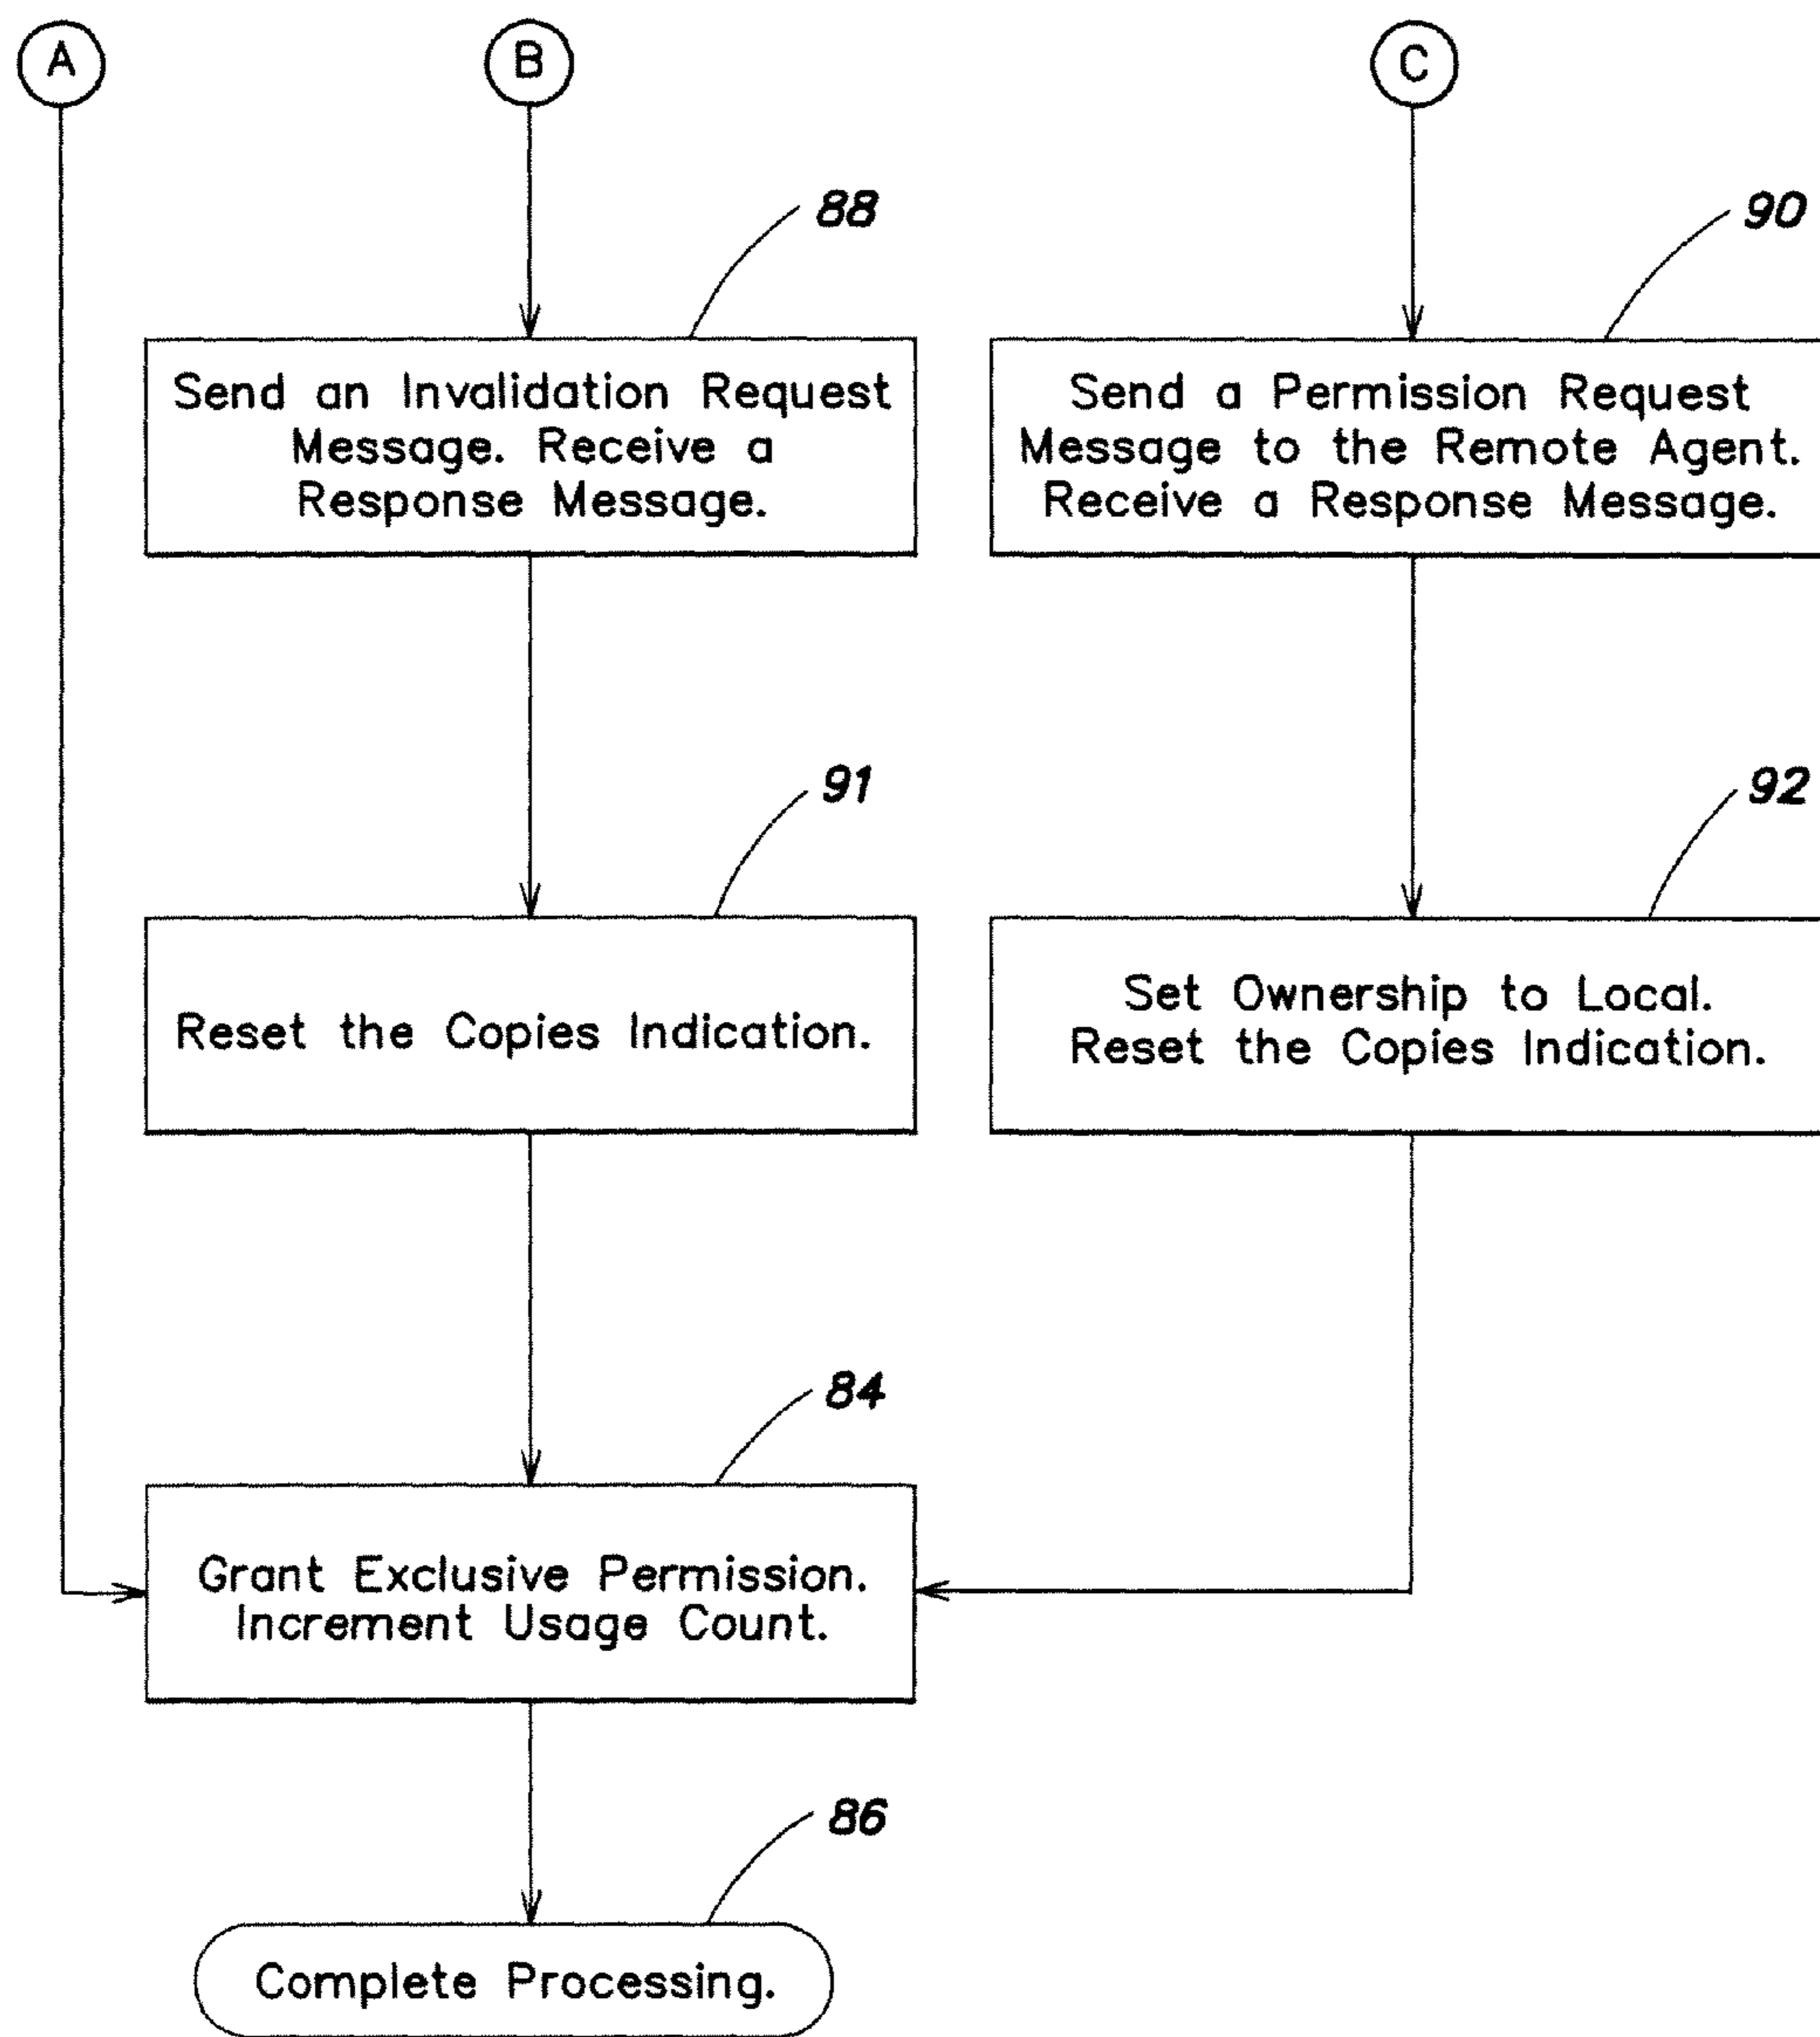 A
B
C
88
90
Send an Invalidation Request
Message. Receive a
Response Message.
Send a Permission Request
Message to the Remote Agent.
Receive a Response Message.
91
92
Reset the Copies Indication.
Set Ownership to Local.
Reset the Copies Indication.
84
Grant Exclusive Permission.
Increment Usage Count.
86
Complete Processing.